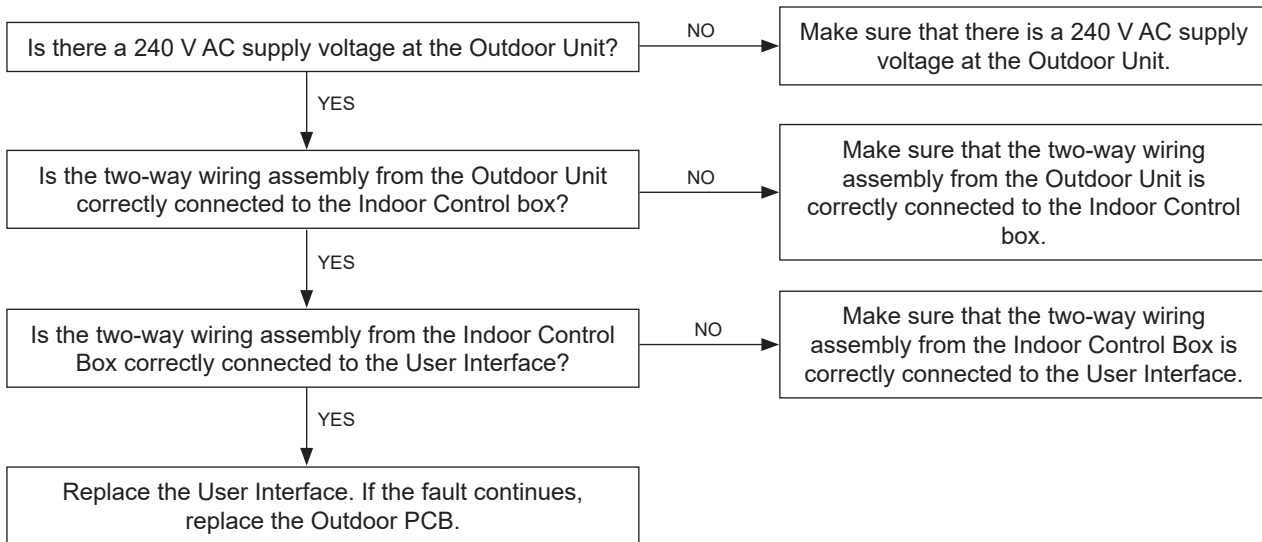 Is there a 240 V AC supply voltage at the Outdoor Unit?
NO
Make sure that there is a 240 V AC supply
voltage at the Outdoor Unit.
YES
Is the two-way wiring assembly from the Outdoor Unit
correctly connected to the Indoor Control box?
NO
Make sure that the two-way wiring
assembly from the Outdoor Unit is
correctly connected to the Indoor Control
box.
YES
Is the two-way wiring assembly from the Indoor Control
Box correctly connected to the User Interface?
NO
Make sure that the two-way wiring
assembly from the Indoor Control Box is
correctly connected to the User Interface.
YES
Replace the User Interface. If the fault continues,
replace the Outdoor PCB.